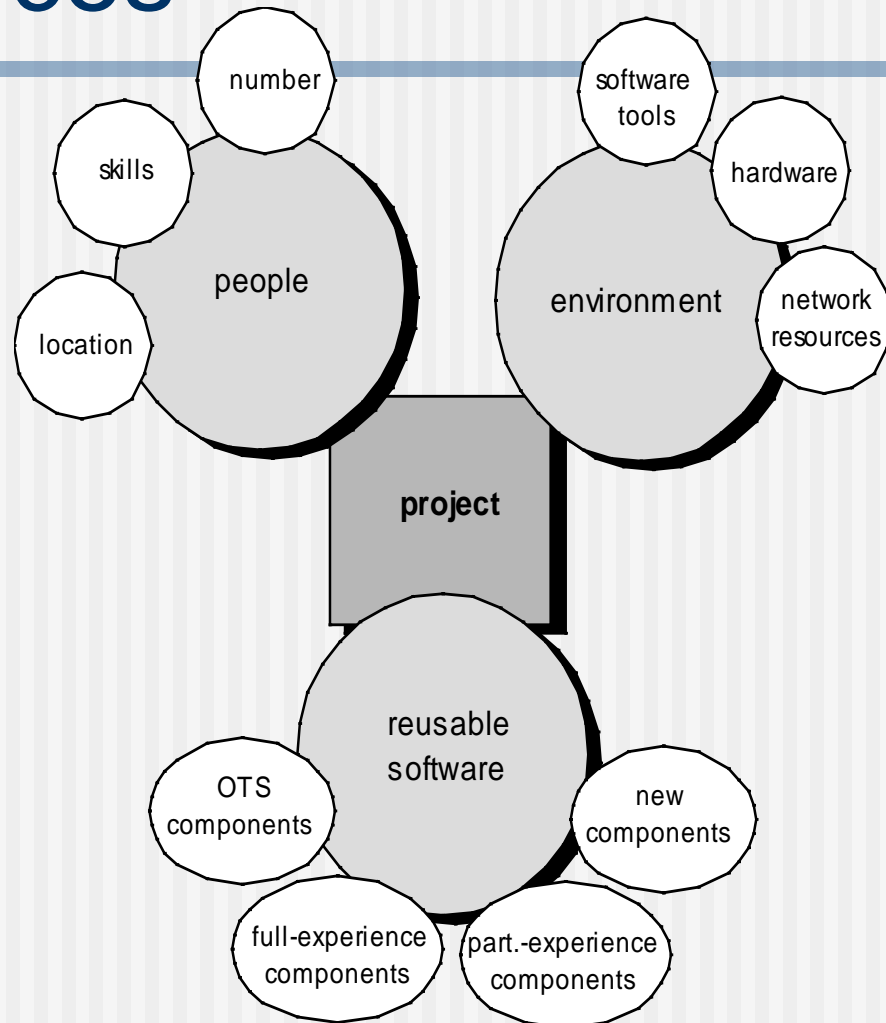 number
skills
people
location
software
tools
hardware
environment
network
resources
project
reusable
software
OTS
components
new
components
full-experience
components
part.-experience
components